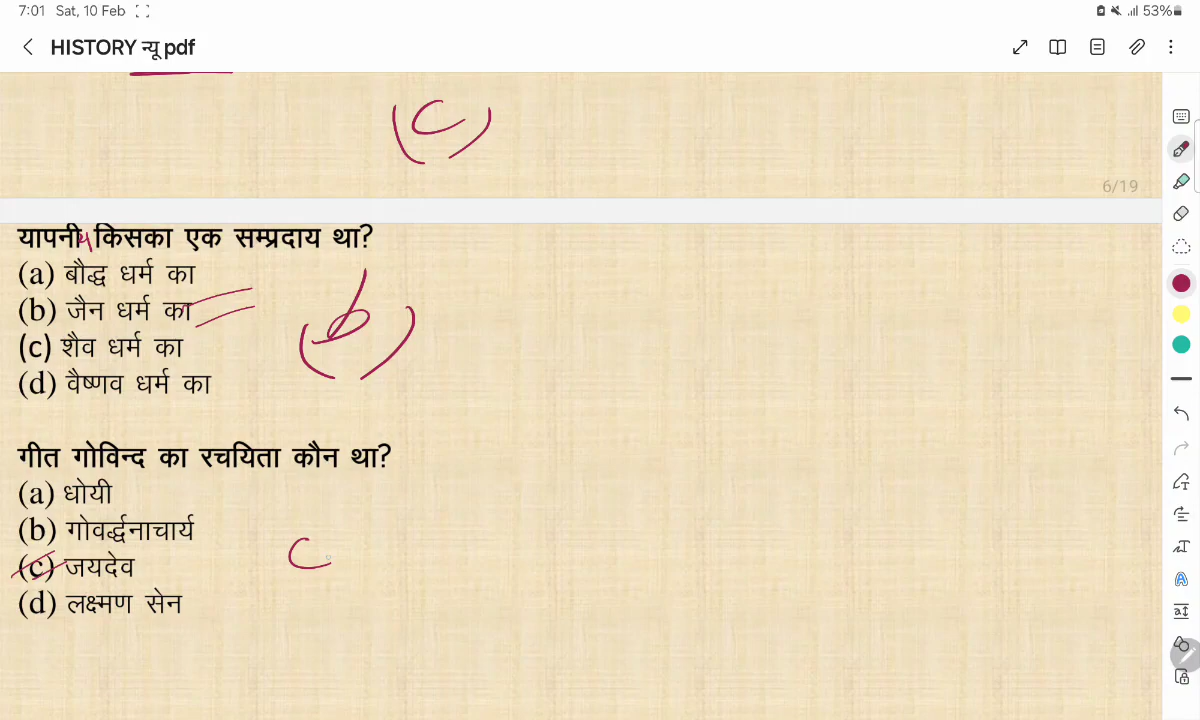 7:01 Sat, 10 Feb 53%
HISTORY न्यू pdf
(c)
6/19
यापनीय किसका एक सम्प्रदाय था?
(a) बौद्ध धर्म का
(b) जैन धर्म का
(b)
(c) शैव धर्म का
(d) वैष्णव धर्म का
गीत गोविन्द का रचयिता कौन था?
(a) धोयी
(b) गोवर्द्धनाचार्य
(c) जयदेव
C
(d) लक्ष्मण सेन